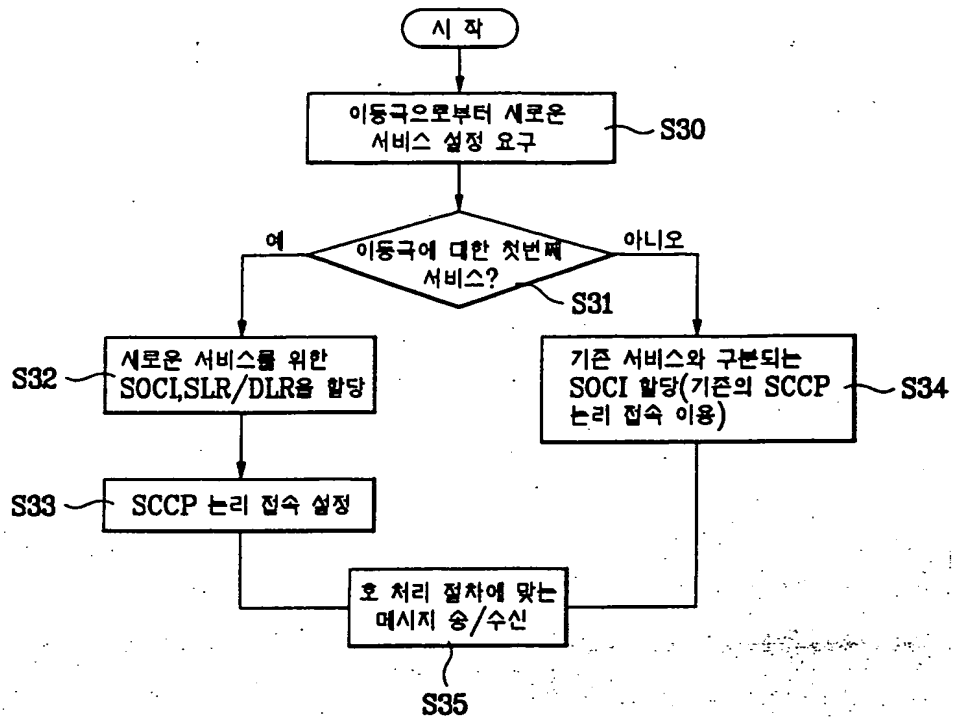 시 작
이동국으로부터 새로운
서비스 설정 요구
S30
예
이동국에 대한 첫번째
서비스?
아니오
S31
S32
새로운 서비스를 위한
SOCI,SLR/DLR을 할당
기존 서비스와 구분되는
SOCI 할당(기존의 SCCP
논리 접속 이용)
S34
S33
SCCP 논리 접속 설정
호 처리 절차에 맞는
메시지 송/수신
S35